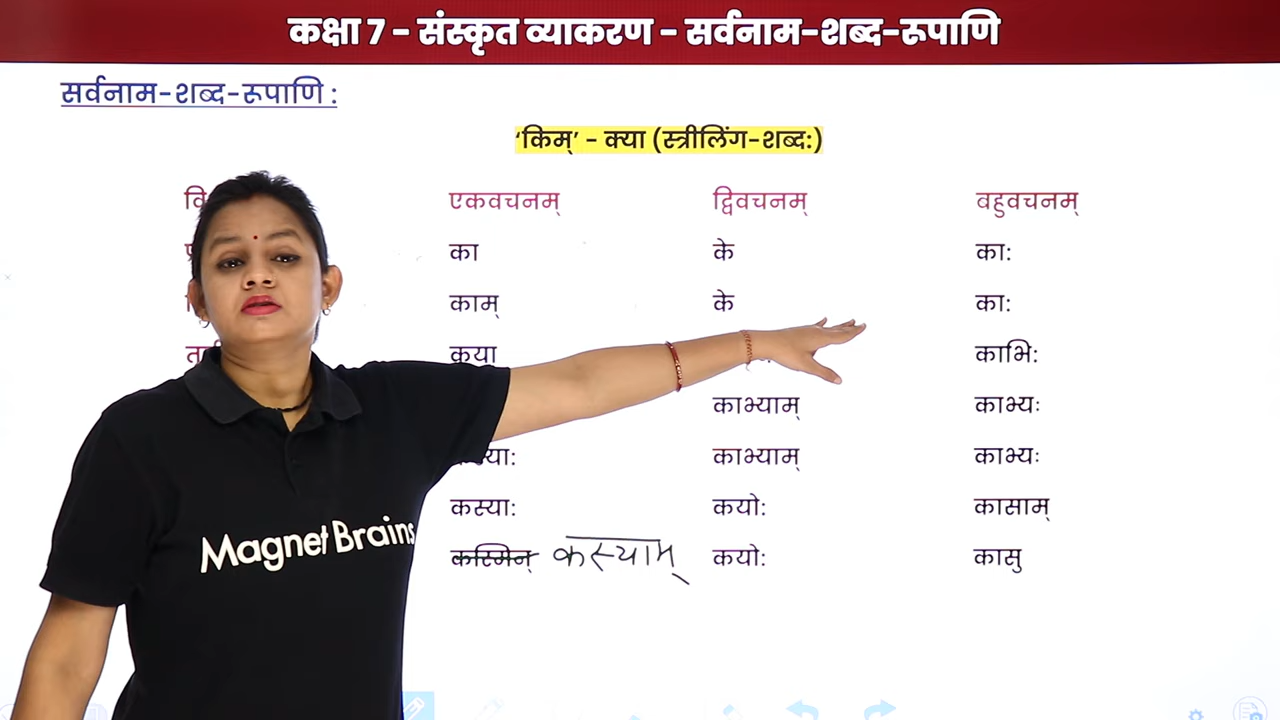 कक्षा 7 - संस्कृत व्याकरण - सर्वनाम-शब्द-रूपाणि
सर्वनाम-शब्द-रूपाणि :
‘किम्’ - क्या (स्त्रीलिंग-शब्द:)
एकवचनम् द्विवचनम् बहुवचनम्
का के का:
काम् के का:
कया काभि:
काभ्याम् काभ्यः
काभ्याम् काभ्यः
कस्या: कयो: कासाम्
कस्मिन् कस्याम् कयो: कासु
Magnet Brains